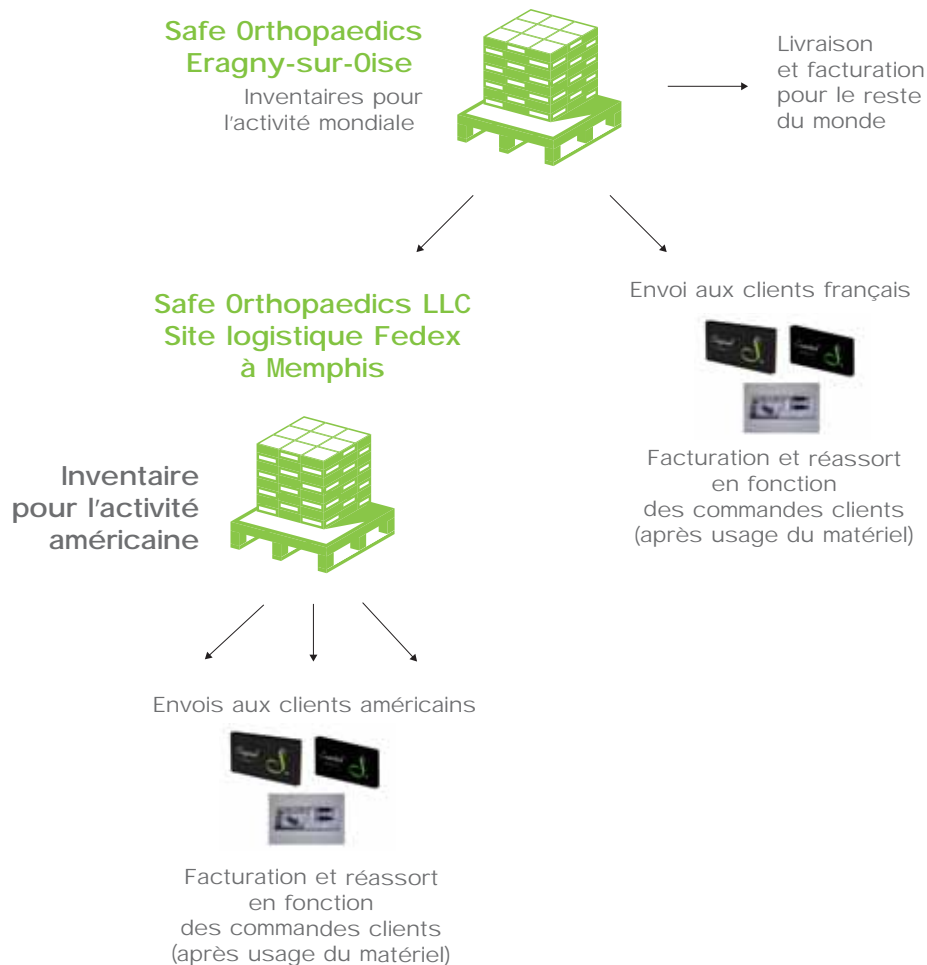 Safe Orthopaedics
Eragny-sur-Oise
Inventaires pour
l'activité mondiale
Livraison
et facturation
pour le reste
du monde
Safe Orthopaedics LLC
Site logistique Fedex
à Memphis
Envoi aux clients français
Facturation et réassort
en fonction
des commandes clients
(après usage du matériel)
Inventaire
pour l'activité
américaine
Envois aux clients américains
Facturation et réassort
en fonction
des commandes clients
(après usage du matériel)